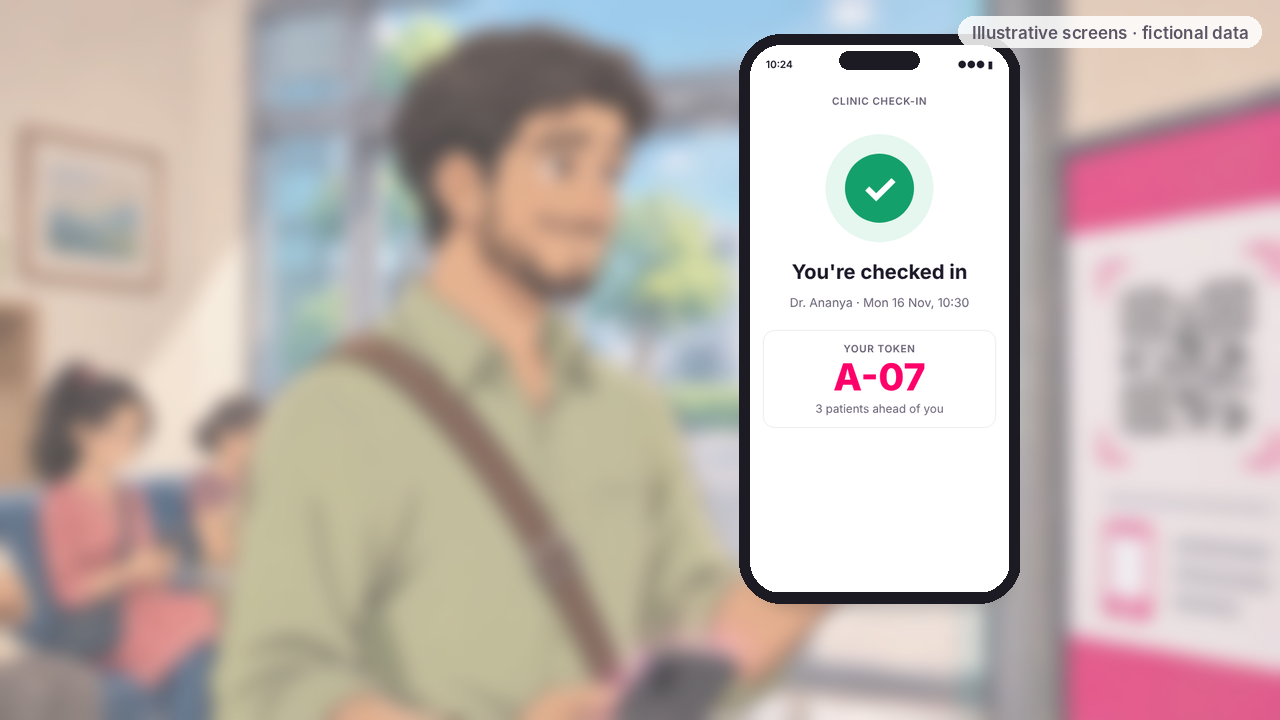 Illustrative screens · fictional data
10:24
CLINIC CHECK-IN
You're checked in
Dr. Ananya · Mon 16 Nov, 10:30
YOUR TOKEN
A-07
3 patients ahead of you